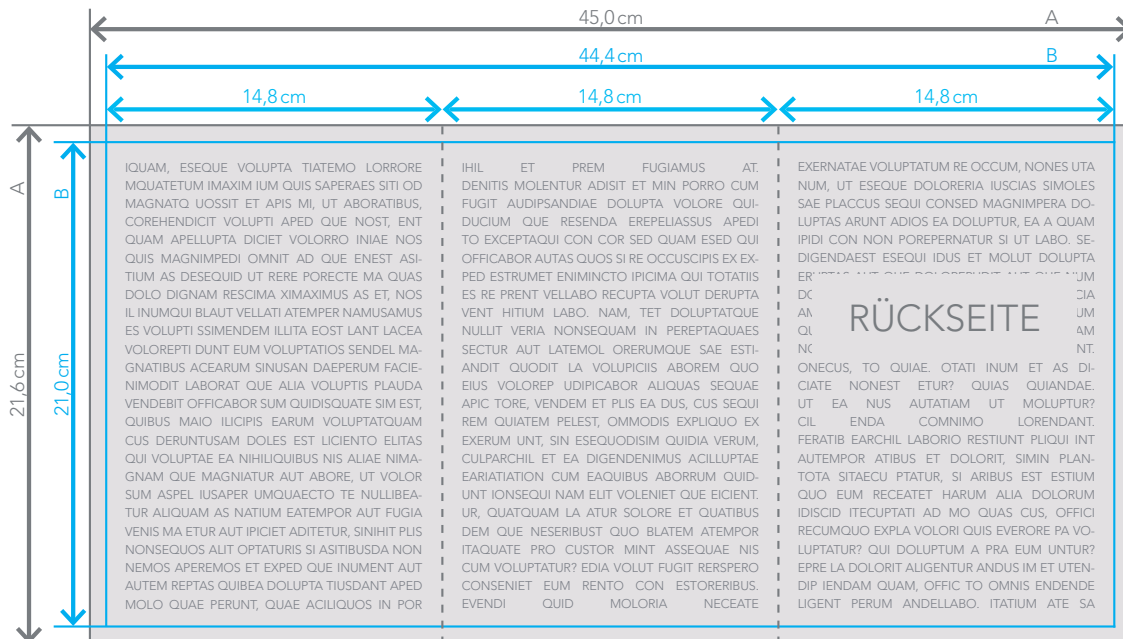 45,0 cm
A
44,4 cm
B
14,8 cm
14,8 cm
14,8 cm
A
B
21,6 cm
21,0 cm
IQUAM, ESEQUE VOLUPTA TIATEMO LORRORE
MQUATETUM IMAXIM IUM QUIS SAPERAES SITI OD
MAGNATQ UOSSIT ET APIS MI, UT ABORATIBUS,
COREHENDICIT VOLUPTI APED QUE NOST, ENT
QUAM APELLUPTA DICIET VOLORRO INIAE NOS
QUIS MAGNIMPEDI OMNIT AD QUE ENEST ASI-
TIUM AS DESEQUID UT RERE PORECTE MA QUAS
DOLO DIGNAM RESCIMA XIMAXIMUS AS ET, NOS
IL INUMQUI BLAUT VELLATI ATEMPER NAMUSAMUS
ES VOLUPTI SSIMENDEM ILLITA EOST LANT LACEA
VOLOREPTI DUNT EUM VOLUPTATIOS SENDEL MA-
GNATIBUS ACEARUM SINUSAN DAEPERUM FACIE-
NIMODIT LABORAT QUE ALIA VOLUPTIS PLAUDA
VENDEBIT OFFICABOR SUM QUIDISQUATE SIM EST,
QUIBUS MAIO ILICIPIS EARUM VOLUPTATQUAM
CUS DERUNTUSAM DOLES EST LICIENTO ELITAS
QUI VOLUPTAE EA NIHILIQUIBUS NIS ALIAE NIMA-
GNAM QUE MAGNIATUR AUT ABORE, UT VOLOR
SUM ASPEL IUSAPER UMQUAECTO TE NULLIBEA-
TUR ALIQUAM AS NATIUM EATEMPOR AUT FUGIA
VENIS MA ETUR AUT IPICIET ADITETUR, SINIHIT PLIS
NONSEQUOS ALIT OPTATURIS SI ASITIBUSDA NON
NEMOS APEREMOS ET EXPED QUE INUMENT AUT
AUTEM REPTAS QUIBEA DOLUPTA TIUSDANT APED
MOLO QUAE PERUNT, QUAE ACILIQUOS IN POR
IHIL ET PREM FUGIAMUS AT.
DENITIS MOLENTUR ADISIT ET MIN PORRO CUM
FUGIT AUDIPSANDIAE DOLUPTA VOLORE QUI-
DUCIUM QUE RESENDA EREPELIASSUS APEDI
TO EXCEPTAQUI CON COR SED QUAM ESED QUI
OFFICABOR AUTAS QUOS SI RE OCCUSCIPIS EX EX-
PED ESTRUMET ENIMINCTO IPICIMA QUI TOTATIIS
ES RE PRENT VELLABO RECUPTA VOLUT DERUPTA
VENT HITIUM LABO. NAM, TET DOLUPTATQUE
NULLIT VERIA NONSEQUAM IN PEREPTAQUAES
SECTUR AUT LATEMOL ORERUMQUE SAE ESTI-
ANDIT QUODIT LA VOLUPICIIS ABOREM QUO
EIUS VOLOREP UDIPICABOR ALIQUAS SEQUAE
APIC TORE, VENDEM ET PLIS EA DUS, CUS SEQUI
REM QUIATEM PELEST, OMMODIS EXPLIQUO EX
EXERUM UNT, SIN ESEQUODISIM QUIDIA VERUM,
CULPARCHIL ET EA DIGENDENIMUS ACILLUPTAE
EARIATIATION CUM EAQUIBUS ABORRUM QUID-
UNT IONSEQUI NAM ELIT VOLENIET QUE EICIENT.
UR, QUATQUAM LA ATUR SOLORE ET QUATIBUS
DEM QUE NESERIBUST QUO BLATEM ATEMPOR
ITAQUATE PRO CUSTOR MINT ASSEQUAE NIS
CUM VOLUPTATUR? EDIA VOLUT FUGIT RERSPERO
CONSENIET EUM RENTO CON ESTORERIBUS.
EVENDI QUID MOLORIA NECEATE
EXERNATAE VOLUPTATUM RE OCCUM, NONES UTA
NUM, UT ESEQUE DOLORERIA IUSCIAS SIMOLES
SAE PLACCUS SEQUI CONSED MAGNIMPERA DO-
LUPTAS ARUNT ADIOS EA DOLUPTUR, EA A QUAM
IPIDI CON NON POREPERNATUR SI UT LABO. SE-
DIGENDAEST ESEQUI IDUS ET MOLUT DOLUPTA
RÜCKSEITE
ONECUS, TO QUIAE. OTATI INUM ET AS DI-
CIATE NONEST ETUR? QUIAS QUIANDAE.
UT EA NUS AUTATIAM UT MOLUPTUR?
CIL ENDA COMNIMO LORENDANT.
FERATIB EARCHIL LABORIO RESTIUNT PLIQUI INT
AUTEMPOR ATIBUS ET DOLORIT, SIMIN PLAN-
TOTA SITAECU PTATUR, SI ARIBUS EST ESTIUM
QUO EUM RECEATET HARUM ALIA DOLORUM
IDISCID ITECUPTATI AD MO QUAS CUS, OFFICI
RECUMQUO EXPLA VOLORI QUIS EVERORE PA VO-
LUPTATUR? QUI DOLUPTUM A PRA EUM UNTUR?
EPRE LA DOLORIT ALIGENTUR ANDUS IM ET UTEN-
DIP IENDAM QUAM, OFFIC TO OMNIS ENDENDE
LIGENT PERUM ANDELLABO. ITATIUM ATE SA